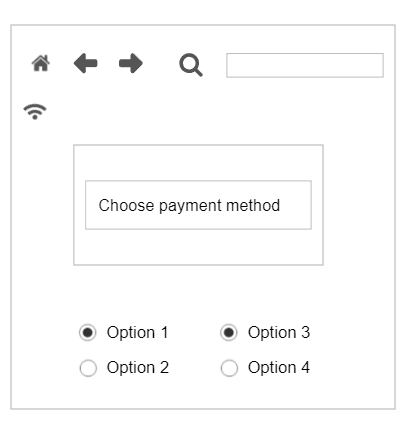 Choose payment method
Option 1
Option 3
Option 2
Option 4